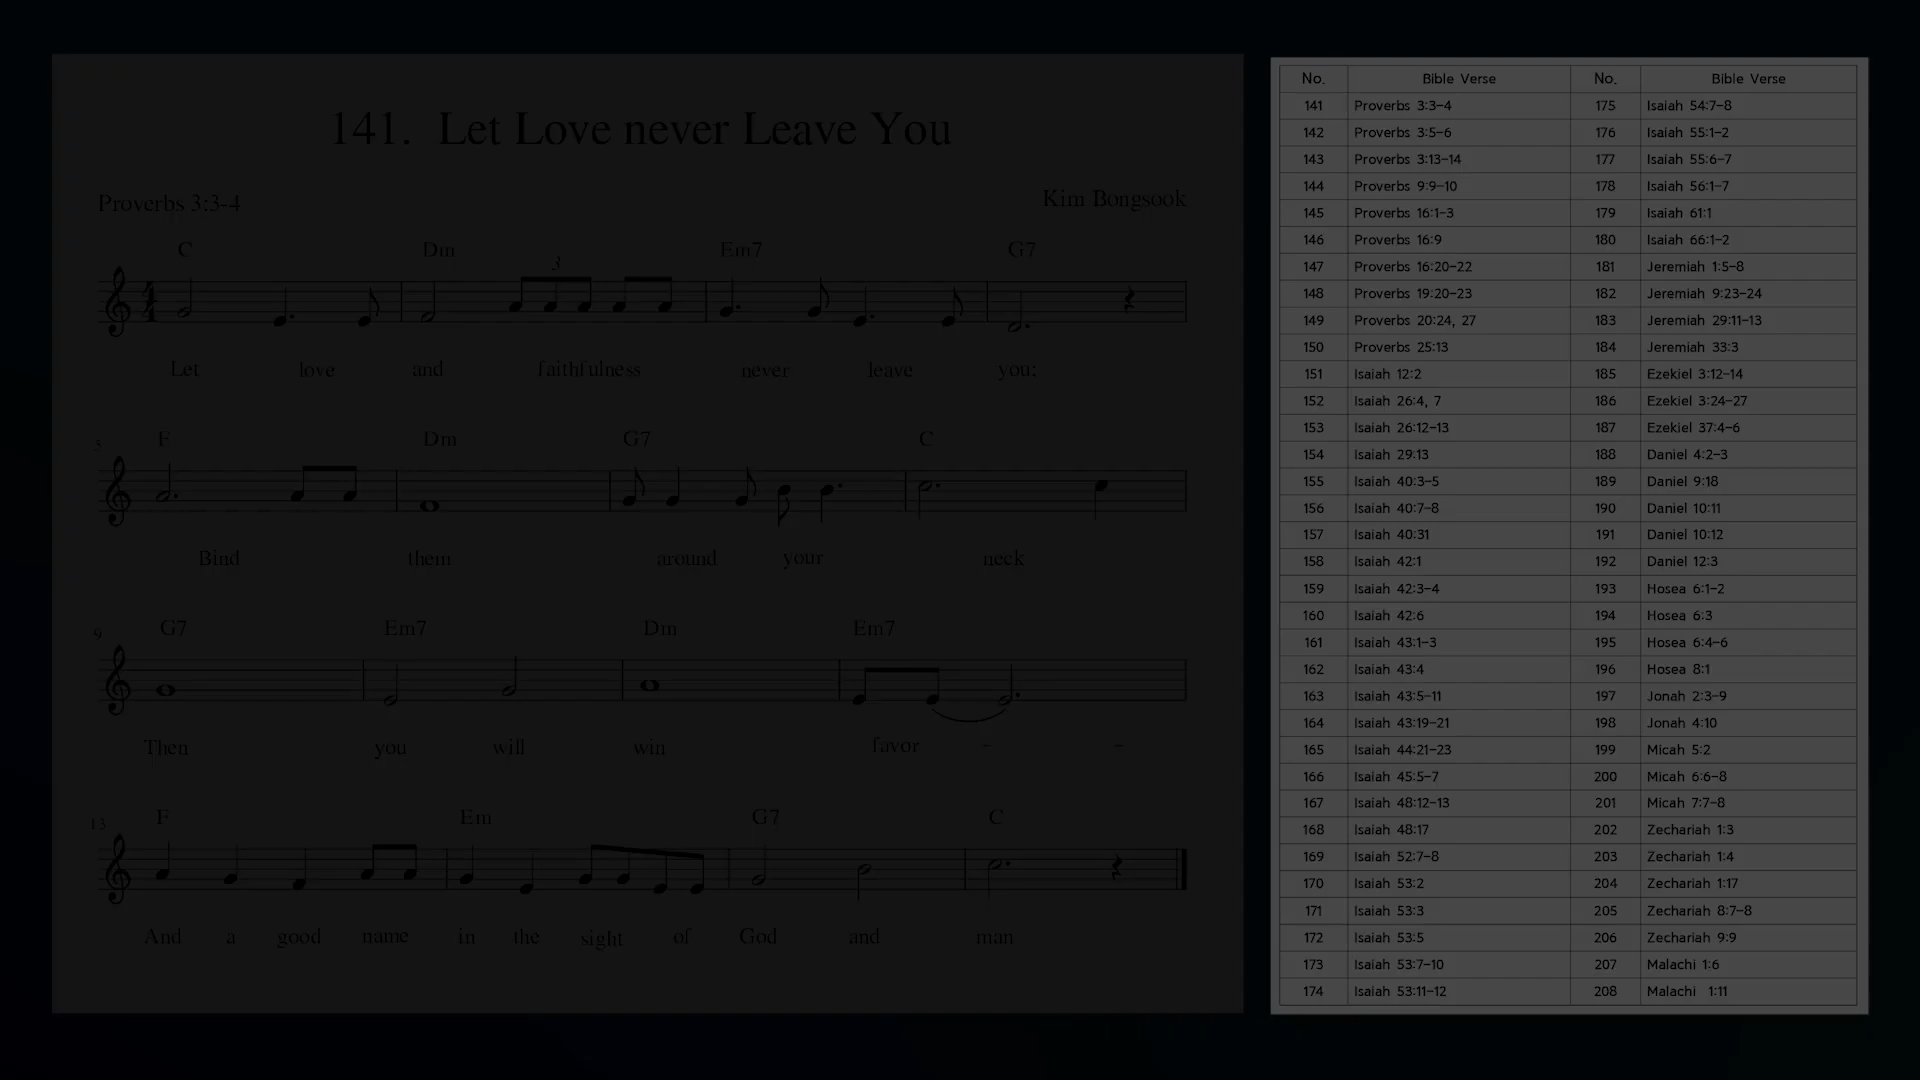 141. Let Love never Leave You
Proverbs 3:3-4
Kim Bongsook
C Dm Em7 G7
3
Let love and faithfulness never leave you;
5
F Dm G7 C
Bind them around your neck
9
G7 Em7 Dm Em7
Then you will win favor - -
13
F Em G7 C
And a good name in the sight of God and man
No. Bible Verse No. Bible Verse
141 Proverbs 3:3-4 175 Isaiah 54:7-8
142 Proverbs 3:5-6 176 Isaiah 55:1-2
143 Proverbs 3:13-14 177 Isaiah 55:6-7
144 Proverbs 9:9-10 178 Isaiah 56:1-7
145 Proverbs 16:1-3 179 Isaiah 61:1
146 Proverbs 16:9 180 Isaiah 66:1-2
147 Proverbs 16:20-22 181 Jeremiah 1:5-8
148 Proverbs 19:20-23 182 Jeremiah 9:23-24
149 Proverbs 20:24, 27 183 Jeremiah 29:11-13
150 Proverbs 25:13 184 Jeremiah 33:3
151 Isaiah 12:2 185 Ezekiel 3:12-14
152 Isaiah 26:4, 7 186 Ezekiel 3:24-27
153 Isaiah 26:12-13 187 Ezekiel 37:4-6
154 Isaiah 29:13 188 Daniel 4:2-3
155 Isaiah 40:3-5 189 Daniel 9:18
156 Isaiah 40:7-8 190 Daniel 10:11
157 Isaiah 40:31 191 Daniel 10:12
158 Isaiah 42:1 192 Daniel 12:3
159 Isaiah 42:3-4 193 Hosea 6:1-2
160 Isaiah 42:6 194 Hosea 6:3
161 Isaiah 43:1-3 195 Hosea 6:4-6
162 Isaiah 43:4 196 Hosea 8:1
163 Isaiah 43:5-11 197 Jonah 2:3-9
164 Isaiah 43:19-21 198 Jonah 4:10
165 Isaiah 44:21-23 199 Micah 5:2
166 Isaiah 45:5-7 200 Micah 6:6-8
167 Isaiah 48:12-13 201 Micah 7:7-8
168 Isaiah 48:17 202 Zechariah 1:3
169 Isaiah 52:7-8 203 Zechariah 1:4
170 Isaiah 53:2 204 Zechariah 1:17
171 Isaiah 53:3 205 Zechariah 8:7-8
172 Isaiah 53:5 206 Zechariah 9:9
173 Isaiah 53:7-10 207 Malachi 1:6
174 Isaiah 53:11-12 208 Malachi 1:11